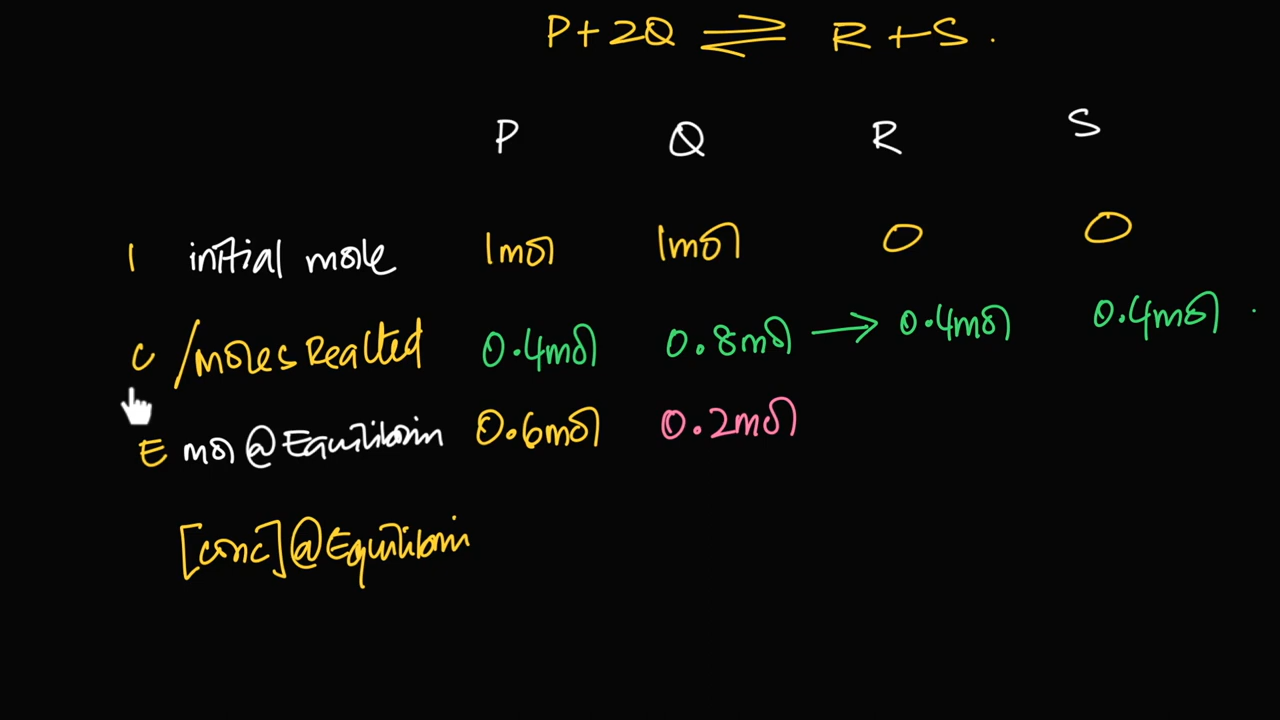 P + 2Q ⇌ R + S .
P Q R S
I initial mole 1mol 1mol 0 0
C /moles Reacted 0.4mol 0.8mol → 0.4mol 0.4mol .
E mol @ Equilibrium 0.6mol 0.2mol
[conc] @ Equilibrium